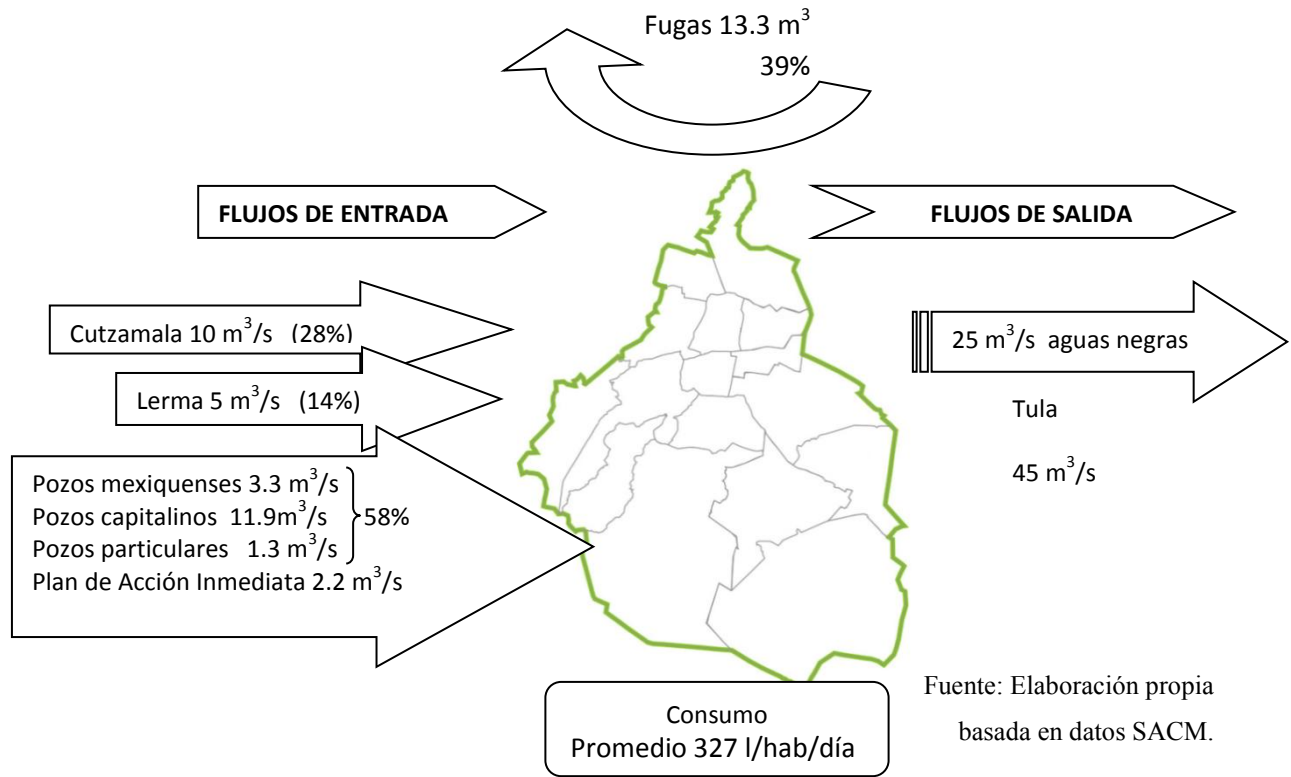 Fugas 13.3 m³
39%
FLUJOS DE ENTRADA
FLUJOS DE SALIDA
Cutzamala 10 m³/s (28%)
Lerma 5 m³/s (14%)
Pozos mexiquenses 3.3 m³/s
Pozos capitalinos 11.9m³/s
58%
Pozos particulares 1.3 m³/s
Plan de Acción Inmediata 2.2 m³/s
25 m³/s aguas negras
Tula
45 m³/s
Consumo
Promedio 327 l/hab/día
Fuente: Elaboración propia
basada en datos SACM.